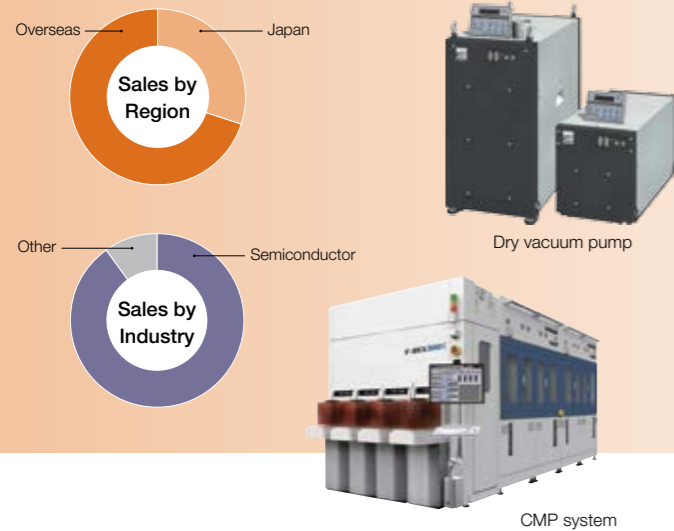 Overseas
Japan
Sales by
Region
Dry vacuum pump
Other
Semiconductor
Sales by
Industry
CMP system